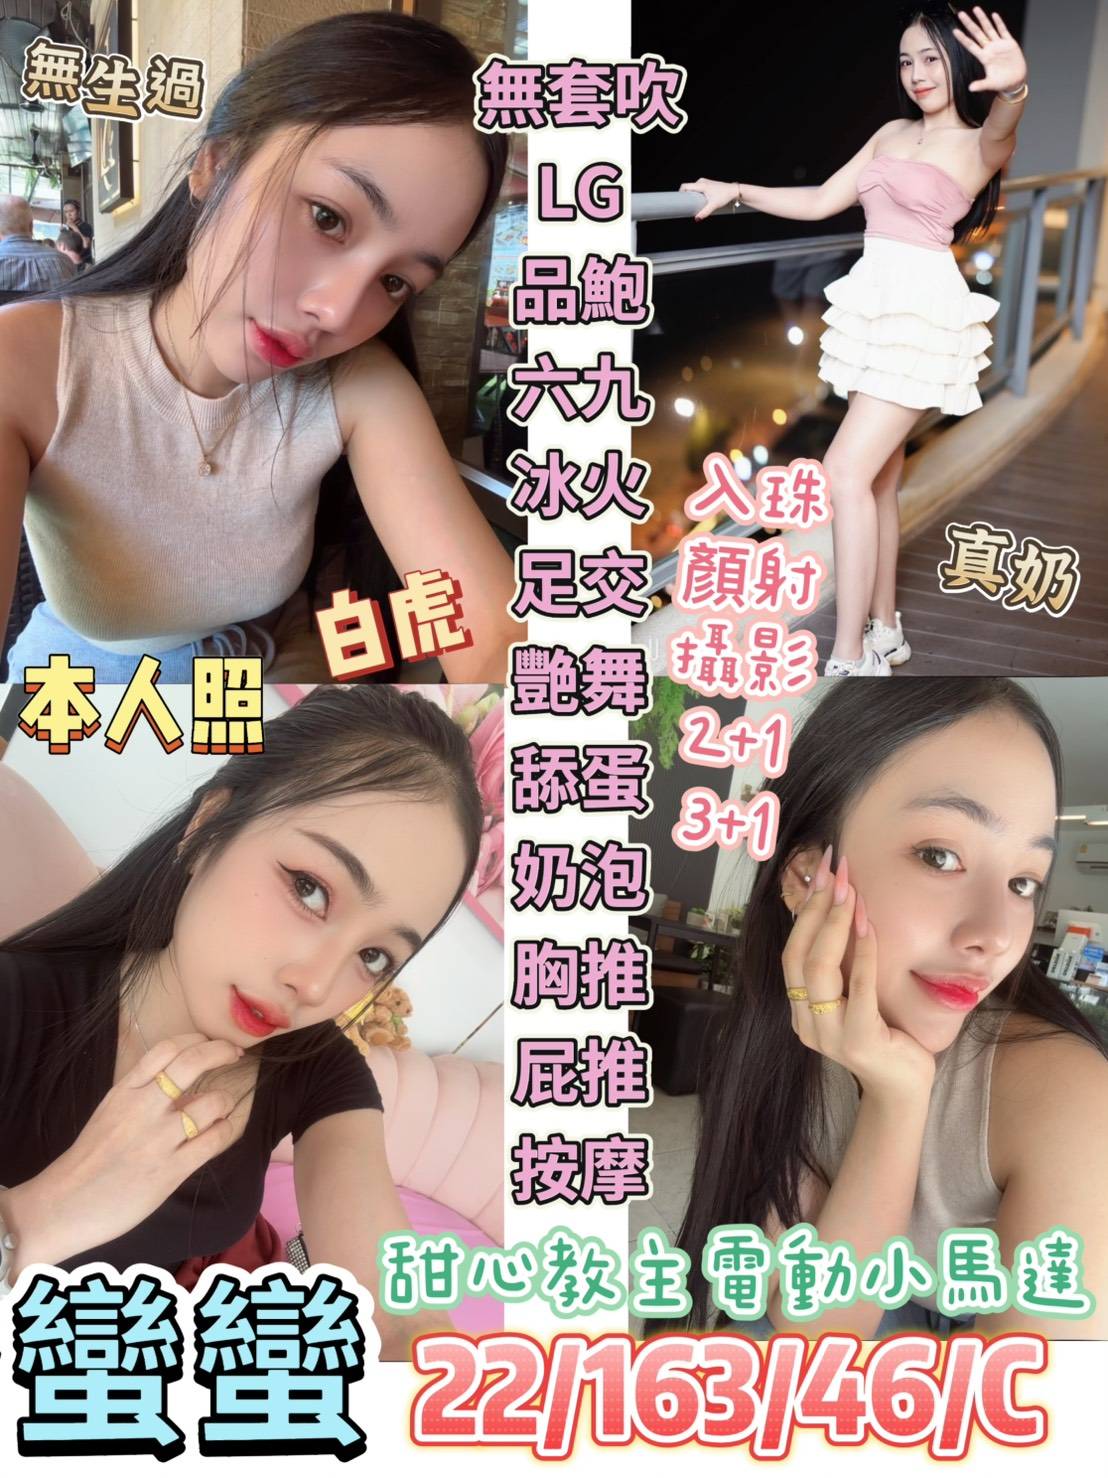 無生過
無套吹
LG
品鮑
六九
冰火
足交
艷舞
舔蛋
奶泡
胸推
屁推
按摩
入珠
顏射
攝影
2+1
3+1
真奶
白虎
本人照
甜心教主電動小馬達
蠻蠻
22/163/46/C